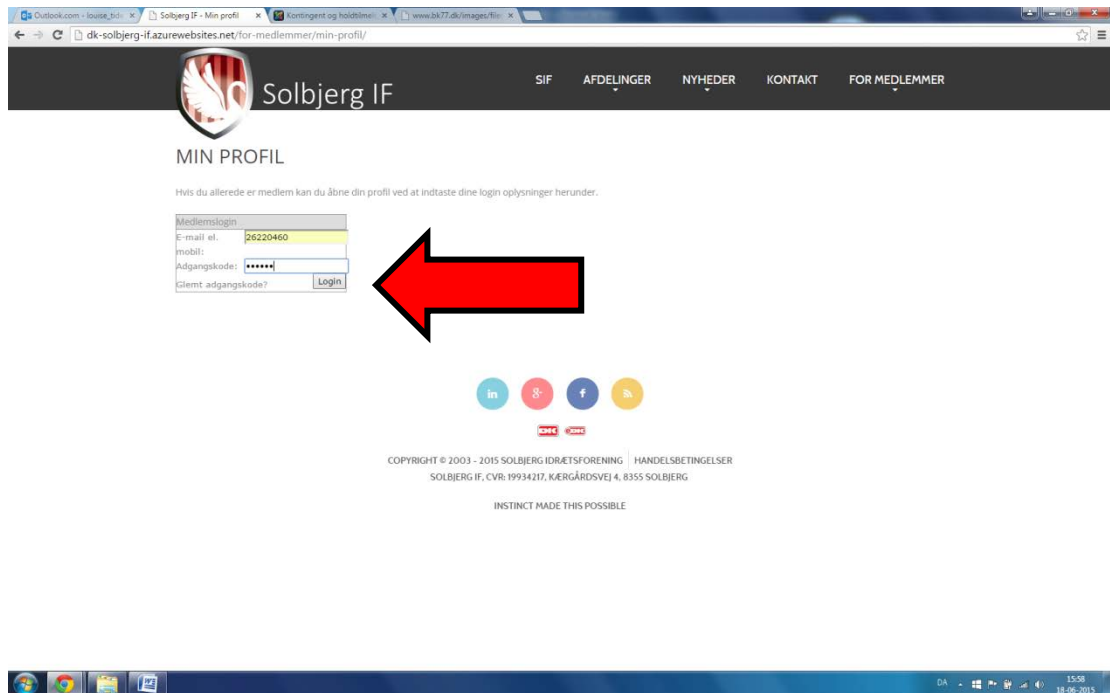 Outlook.com - louise_tid
Solbjerg IF - Min profil
Kontingent og holdtilmel
www.bk77.dk/images/file
dk-solbjerg-if.azurewebsites.net/for-medlemmer/min-profil/
Solbjerg IF
SIF AFDELINGER NYHEDER KONTAKT FOR MEDLEMMER
MIN PROFIL
Hvis du allerede er medlem kan du åbne din profil ved at indtaste dine login oplysninger herunder.
Medlemslogin
E-mail el. mobil: 26220460
Adgangskode: ••••••
Glemt adgangskode? Login
in g+ f
COPYRIGHT © 2003 - 2015 SOLBJERG IDRÆTSFORENING HANDELSBETINGELSER
SOLBJERG IF, CVR: 19934217, KÆRGÅRDSVEJ 4, 8355 SOLBJERG
INSTINCT MADE THIS POSSIBLE
DA
15:58
18-06-2015